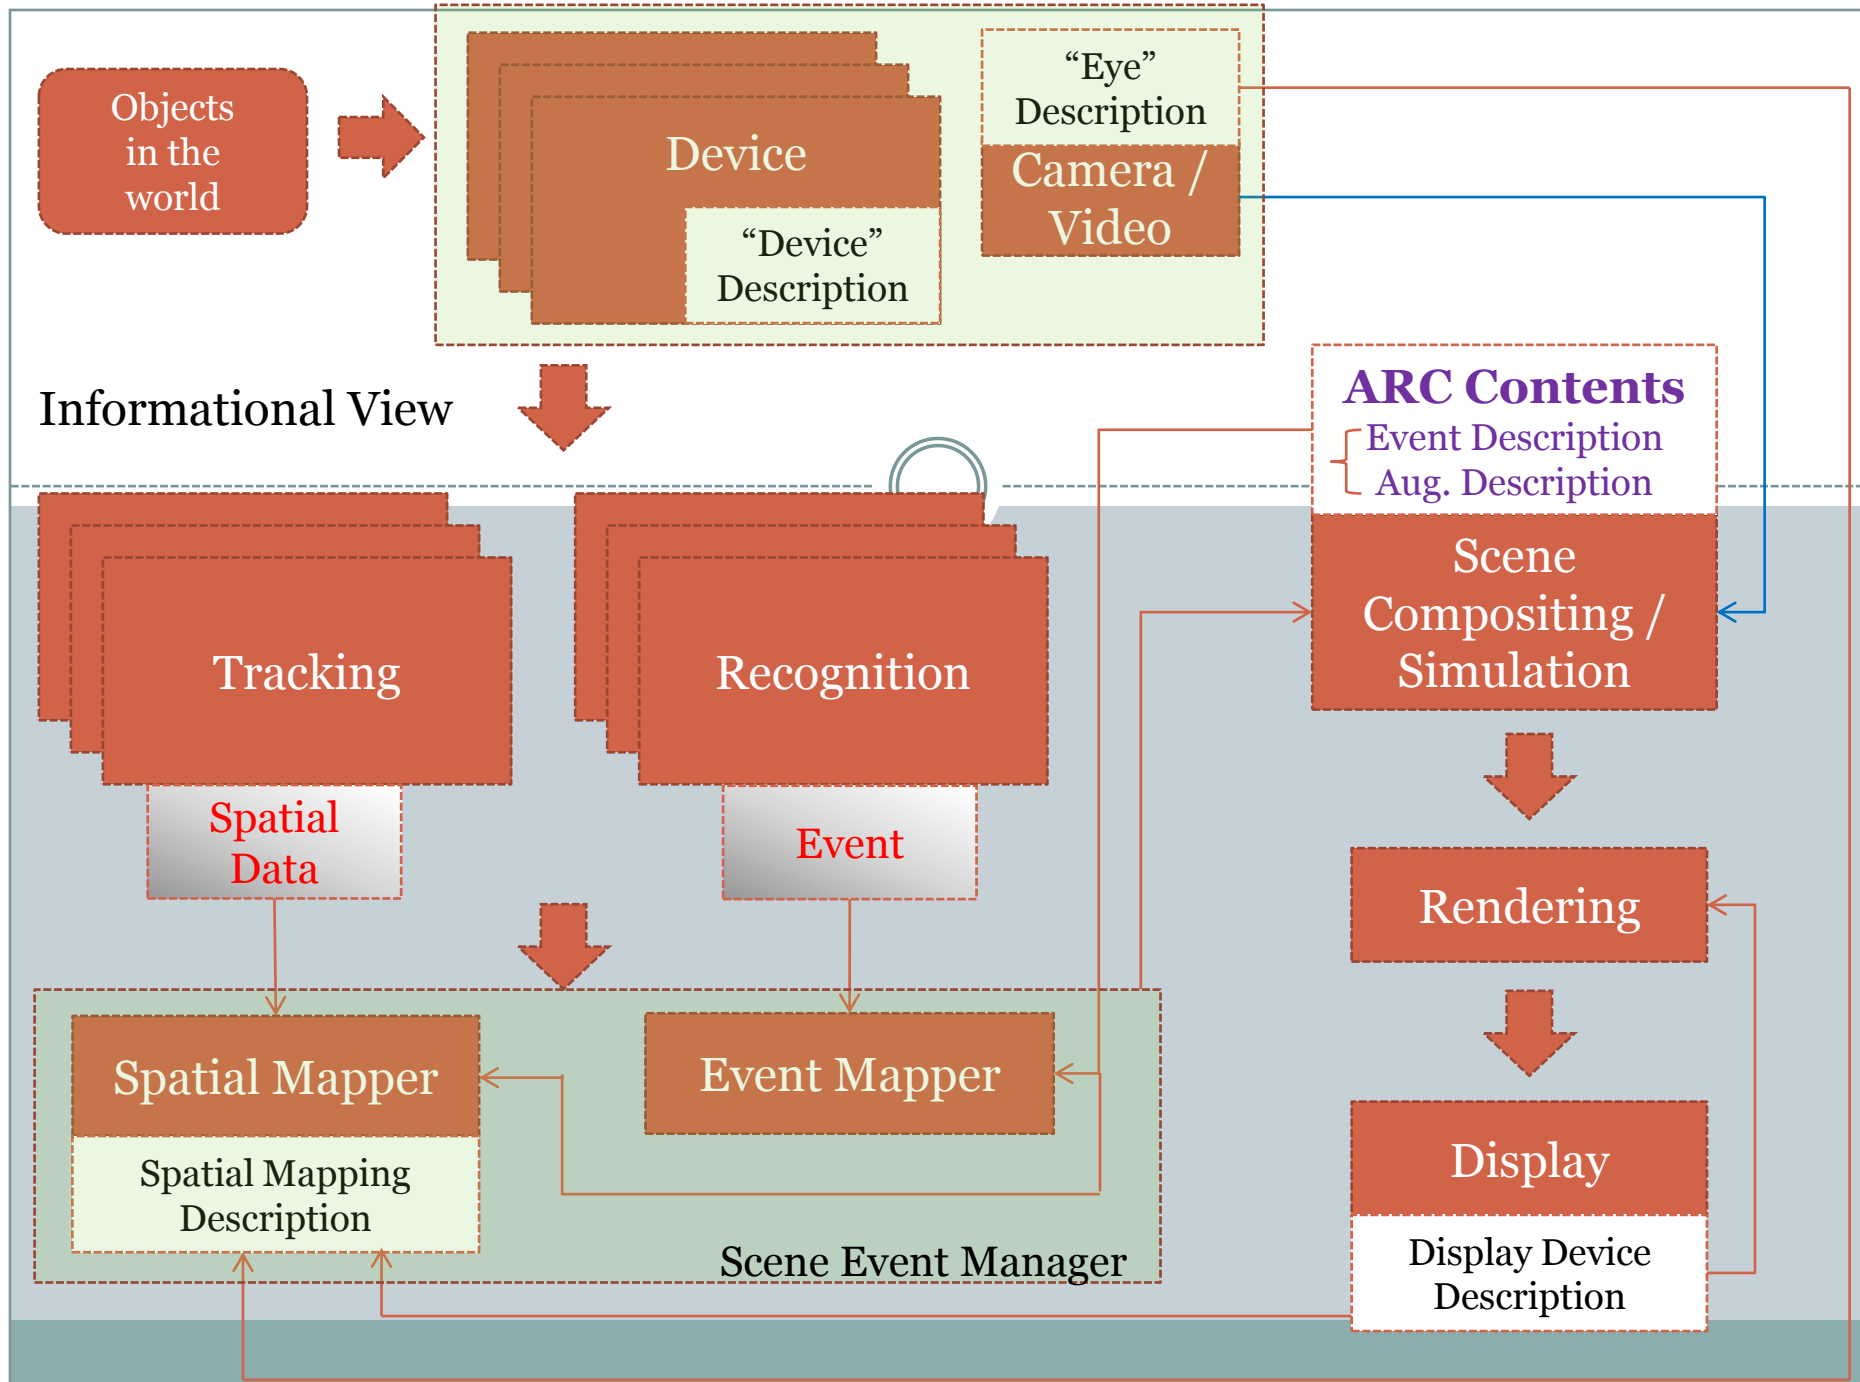 Objects
in the
world
Device
“Device”
Description
“Eye”
Description
Camera /
Video
Informational View
ARC Contents
Event Description
Aug. Description
Scene
Compositing /
Simulation
Tracking
Recognition
Spatial
Data
Event
Rendering
Spatial Mapper
Event Mapper
Spatial Mapping
Description
Scene Event Manager
Display
Display Device
Description